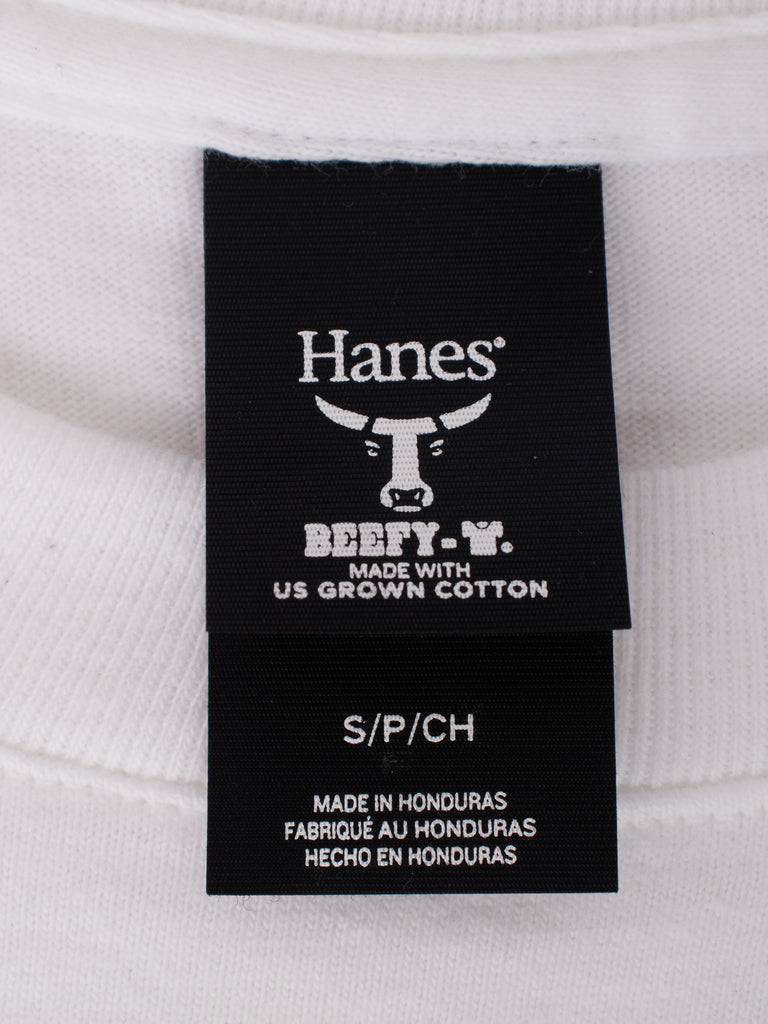 Hanes®
BEEFY-T.
MADE WITH
US GROWN COTTON
S/P/CH
MADE IN HONDURAS
FABRIQUÉ AU HONDURAS
HECHO EN HONDURAS